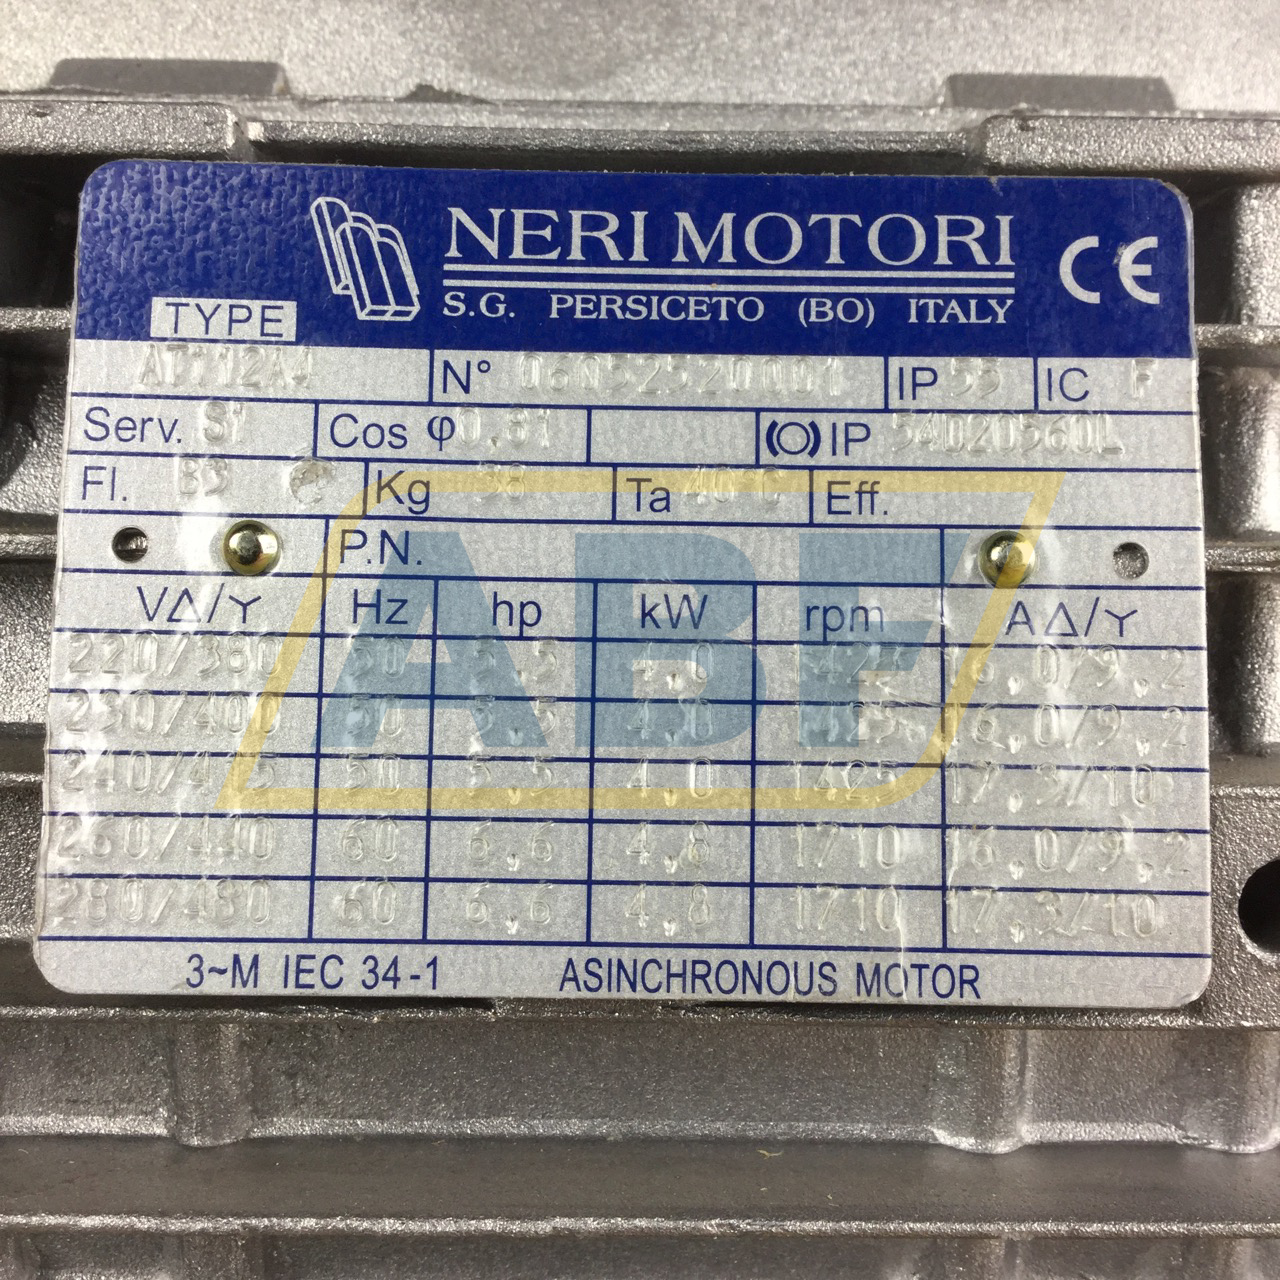 NERI MOTORI
S.G. PERSICETO (BO) ITALY
CE
TYPE
N° IP 55 IC F
Serv. S1 Cos φ 0.81 IP 54D20560L
Fl. B3 Kg 38 Ta 40°C Eff.
P.N.
V△/Y Hz hp kW rpm A △/Y
220/380 50 5.5 4.0 1425 16.0/9.2
230/400 50 5.5 4.0 1425 16.0/9.2
240/415 50 5.5 4.0 1425 17.3/10
260/440 60 6.6 4.8 1710 16.0/9.2
280/480 60 6.6 4.8 1710 17.3/10
3~M IEC 34-1 ASINCHRONOUS MOTOR
ABF